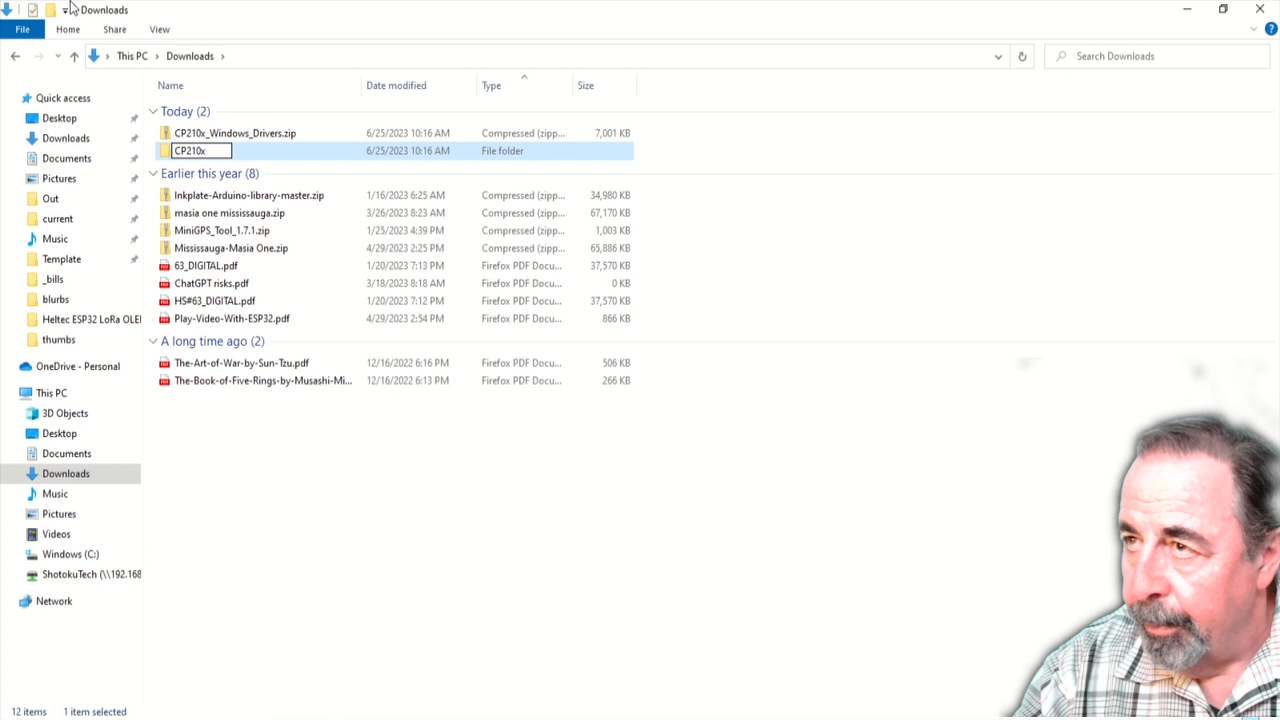 Downloads
File Home Share View
This PC > Downloads >
Search Downloads
Name Date modified Type Size
Quick access
Desktop
Downloads
Documents
Pictures
Out
current
Music
Template
_bills
blurbs
Heltec ESP32 LoRa OLE
thumbs
OneDrive - Personal
This PC
3D Objects
Desktop
Documents
Downloads
Music
Pictures
Videos
Windows (C:)
ShotokuTech (\\192.168
Network
Today (2)
CP210x_Windows_Drivers.zip 6/25/2023 10:16 AM Compressed (zipp... 7,001 KB
CP210x 6/25/2023 10:16 AM File folder
Earlier this year (8)
Inkplate-Arduino-library-master.zip 1/16/2023 6:25 AM Compressed (zipp... 34,980 KB
masia one mississauga.zip 3/26/2023 8:23 AM Compressed (zipp... 67,170 KB
MiniGPS_Tool_1.7.1.zip 1/25/2023 4:39 PM Compressed (zipp... 1,003 KB
Mississauga-Masia One.zip 4/29/2023 2:25 PM Compressed (zipp... 65,886 KB
63_DIGITAL.pdf 1/20/2023 7:13 PM Firefox PDF Docu... 37,570 KB
ChatGPT risks.pdf 3/18/2023 8:18 AM Firefox PDF Docu... 0 KB
HS#63_DIGITAL.pdf 1/20/2023 7:12 PM Firefox PDF Docu... 37,570 KB
Play-Video-With-ESP32.pdf 4/29/2023 2:54 PM Firefox PDF Docu... 866 KB
A long time ago (2)
The-Art-of-War-by-Sun-Tzu.pdf 12/16/2022 6:16 PM Firefox PDF Docu... 506 KB
The-Book-of-Five-Rings-by-Musashi-Mi... 12/16/2022 6:13 PM Firefox PDF Docu... 266 KB
12 items 1 item selected